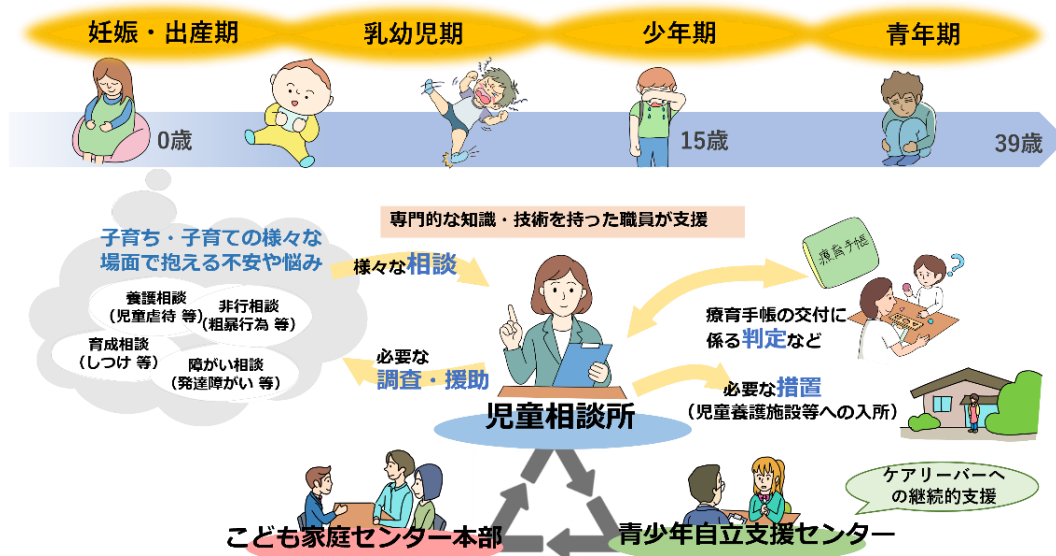 妊娠・出産期
乳幼児期
少年期
青年期
0歳
15歳
39歳
専門的な知識・技術を持った職員が支援
子育ち・子育ての様々な
場面で抱える不安や悩み
養護相談
(児童虐待 等)
非行相談
(粗暴行為 等)
育成相談
(しつけ 等)
障がい相談
(発達障がい 等)
様々な相談
必要な
調査・援助
療育手帳
療育手帳の交付に
係る判定など
必要な措置
(児童養護施設等への入所)
児童相談所
ケアリーバーへ
の継続的支援
こども家庭センター本部
青少年自立支援センター